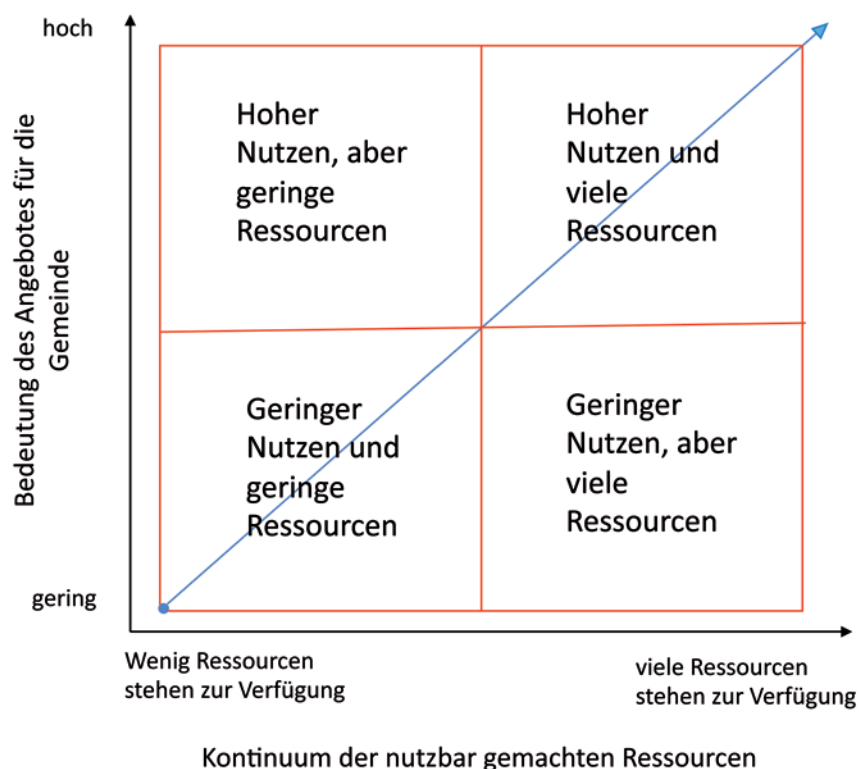 hoch
Bedeutung des Angebotes für die
Gemeinde
Hoher
Nutzen, aber
geringe
Ressourcen
Hoher
Nutzen und
viele
Ressourcen
Geringer
Nutzen und
geringe
Ressourcen
Geringer
Nutzen, aber
viele
Ressourcen
gering
Wenig Ressourcen
stehen zur Verfügung
viele Ressourcen
stehen zur Verfügung
Kontinuum der nutzbar gemachten Ressourcen